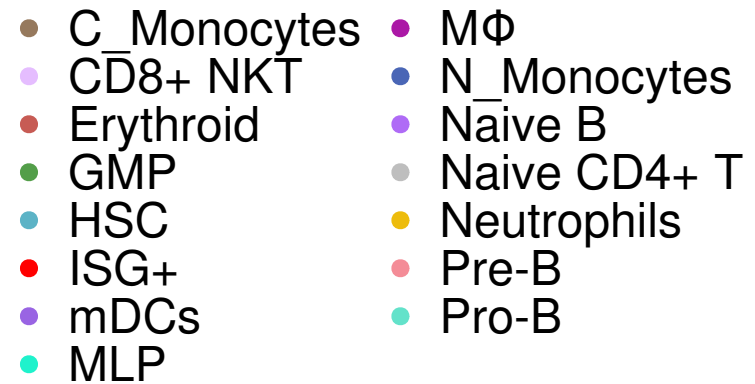 C_Monocytes
CD8+ NKT
Erythroid
GMP
HSC
ISG+
mDCs
MLP
MΦ
N_Monocytes
Naive B
Naive CD4+ T
Neutrophils
Pre-B
Pro-B